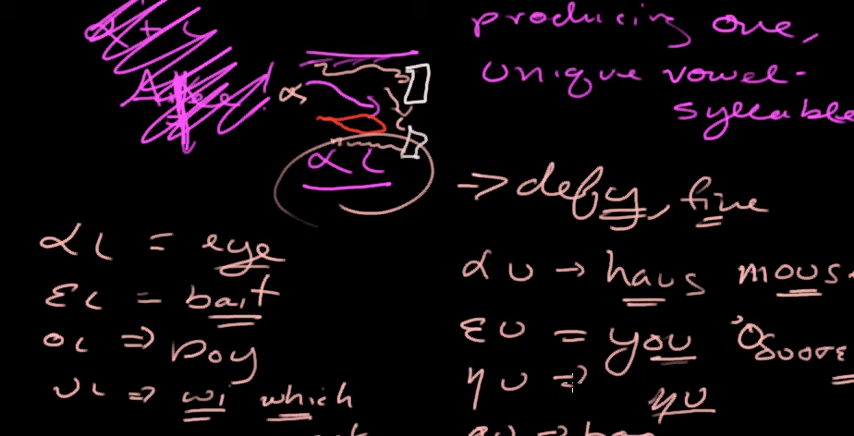 producing one,
unique vowel-
syllable
α
αι
→ defy, fine
αι = eye
ει = bait
οι ⇒ boy
υι ⇒ wi which
αυ → haus mouse
ευ = you
ηυ ⇒ ηυ